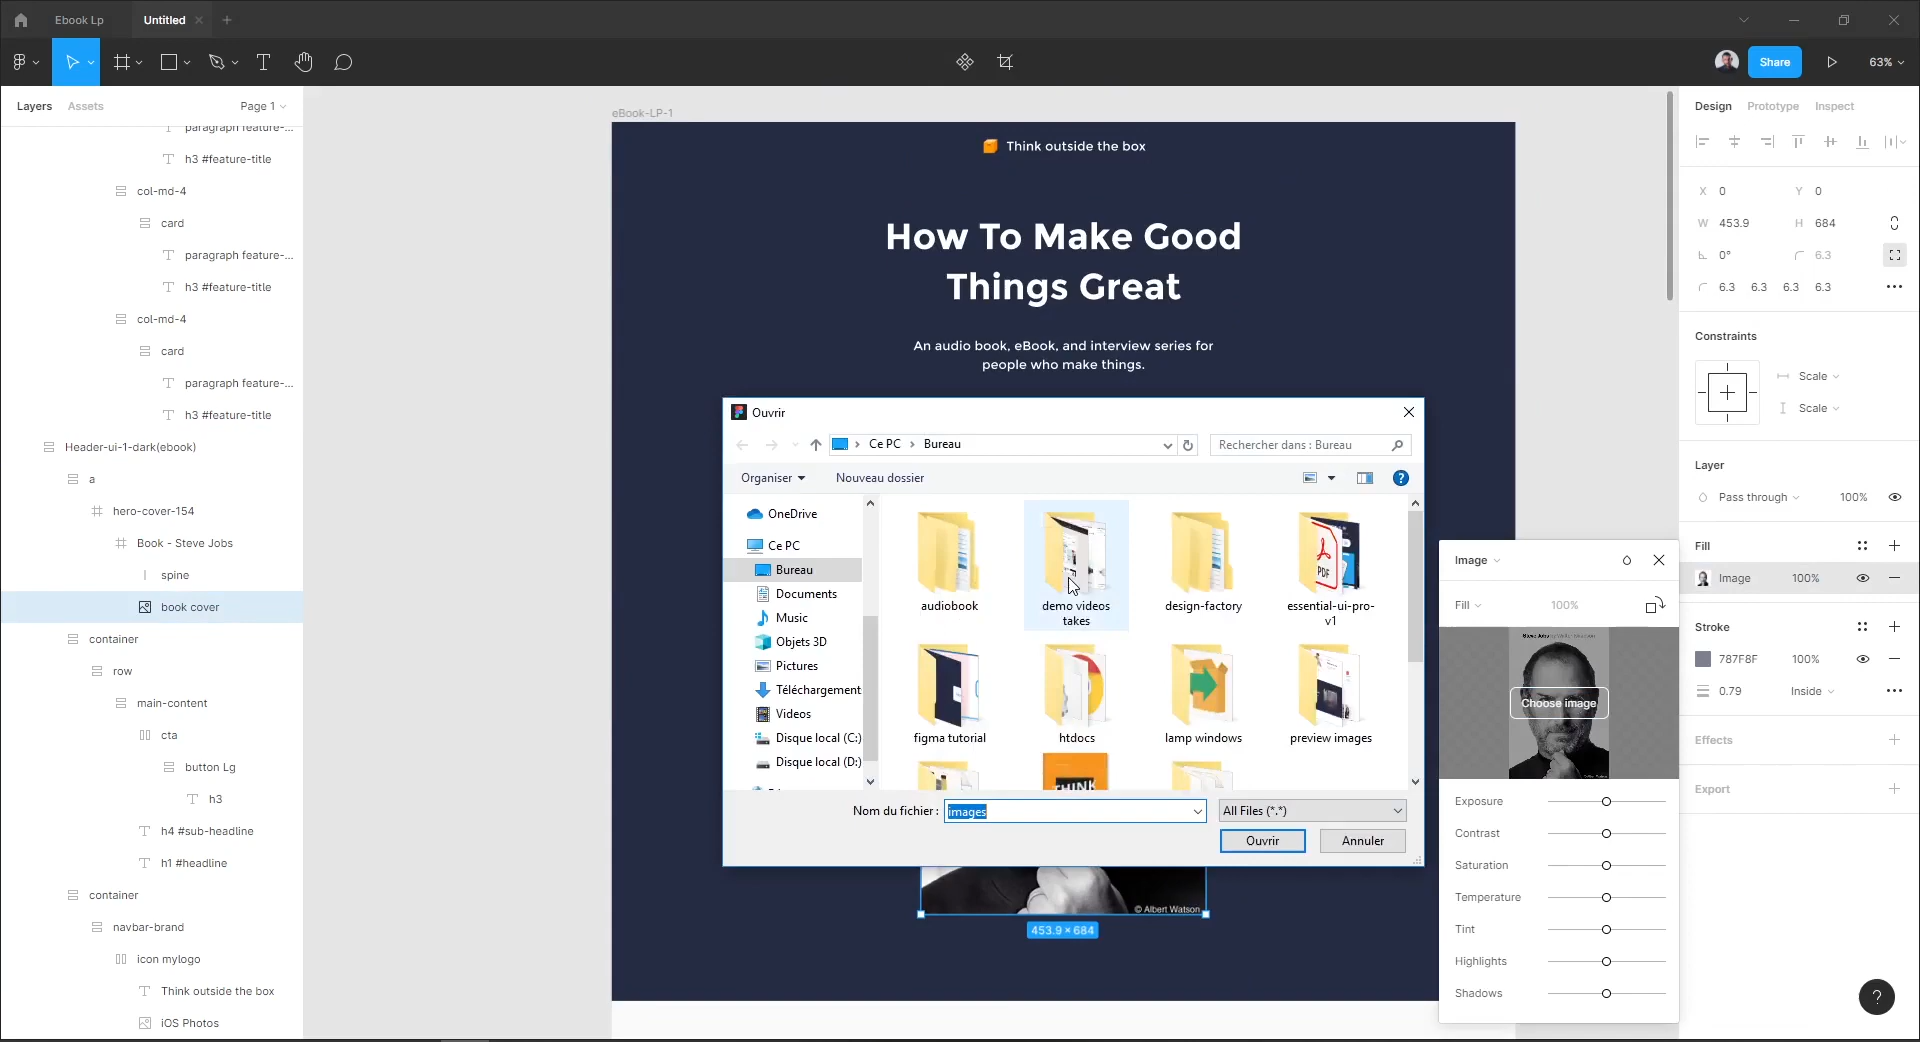 Ebook Lp
Untitled
Share
63%
Layers
Assets
Page 1
paragraph feature-...
h3 #feature-title
col-md-4
card
paragraph feature-...
h3 #feature-title
col-md-4
card
paragraph feature-...
h3 #feature-title
Header-ui-1-dark(ebook)
a
hero-cover-154
Book - Steve Jobs
spine
book cover
container
row
main-content
cta
button Lg
h3
h4 #sub-headline
h1 #headline
container
navbar-brand
icon mylogo
Think outside the box
iOS Photos
eBook-LP-1
Think outside the box
How To Make Good
Things Great
An audio book, eBook, and interview series for
people who make things.
Ouvrir
Ce PC
Bureau
Rechercher dans : Bureau
Organiser
Nouveau dossier
OneDrive
Ce PC
Bureau
Documents
Music
Objets 3D
Pictures
Téléchargement
Videos
Disque local (C:)
Disque local (D:)
audiobook
demo videos
takes
design-factory
PDF
essential-ui-pro-
v1
figma tutorial
htdocs
lamp windows
preview images
THINK
Nom du fichier :
images
All Files (*.*)
Ouvrir
Annuler
© Albert Watson
453.9 × 684
Image
Fill
100%
Steve Jobs by Walter Isaacson
Choose image
Exposure
Contrast
Saturation
Temperature
Tint
Highlights
Shadows
Design
Prototype
Inspect
X 0
Y 0
W 453.9
H 684
0°
6.3
6.3 6.3 6.3 6.3
Constraints
Scale
Scale
Layer
Pass through
100%
Fill
Image
100%
Stroke
787F8F
100%
0.79
Inside
Effects
Export
?